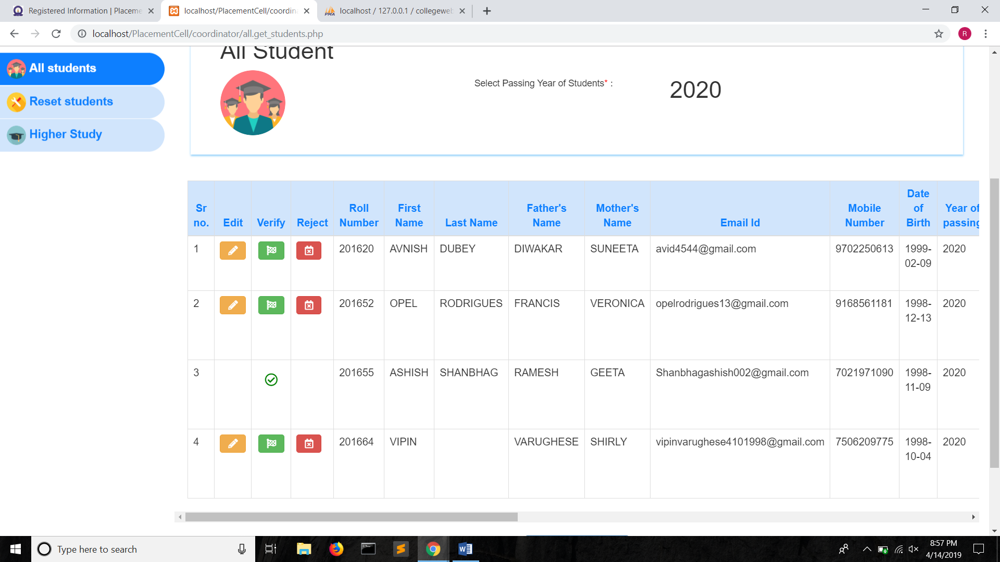 Registered Information | Placeme
localhost/PlacementCell/coordin
localhost / 127.0.0.1 / collegeweb
localhost/PlacementCell/coordinator/all.get_students.php
R
All students
Reset students
Higher Study
All Student
Select Passing Year of Students* :
2020
Sr no. Edit Verify Reject Roll Number First Name Last Name Father's Name Mother's Name Email Id Mobile Number Date of Birth Year of passing
1 201620 AVNISH DUBEY DIWAKAR SUNEETA avid4544@gmail.com 9702250613 1999-02-09 2020
2 201652 OPEL RODRIGUES FRANCIS VERONICA opelrodrigues13@gmail.com 9168561181 1998-12-13 2020
3 201655 ASHISH SHANBHAG RAMESH GEETA Shanbhagashish002@gmail.com 7021971090 1998-11-09 2020
4 201664 VIPIN VARUGHESE SHIRLY vipinvarughese4101998@gmail.com 7506209775 1998-10-04 2020
Type here to search
8:57 PM
4/14/2019